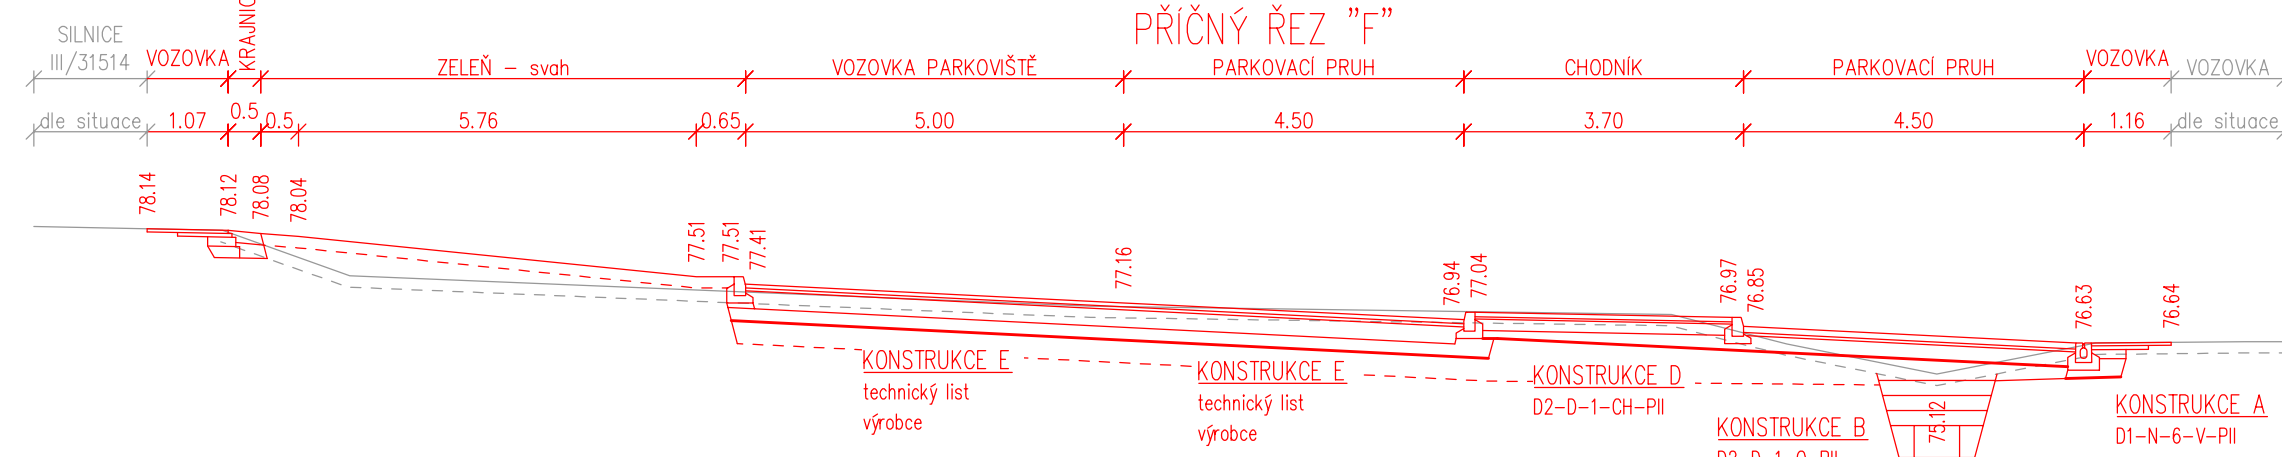 PŘÍČNÝ ŘEZ "F"
SILNICE
III/31514
VOZOVKA
ZELEŇ – svah
VOZOVKA PARKOVIŠTĚ
PARKOVACÍ PRUH
CHODNÍK
PARKOVACÍ PRUH
VOZOVKA
VOZOVKA
dle situace
1.07
0.5
0.5
5.76
0.65
5.00
4.50
3.70
4.50
1.16
dle situace
78.14
78.12
78.08
78.04
77.51
77.51
77.41
77.16
76.94
77.04
76.97
76.85
76.63
76.64
75.12
KONSTRUKCE E
technický list
výrobce
KONSTRUKCE E
technický list
výrobce
KONSTRUKCE D
D2-D-1-CH-PII
KONSTRUKCE B
KONSTRUKCE A
D1-N-6-V-PII